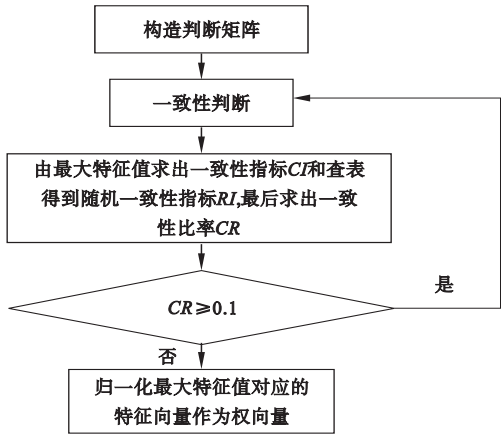 构造判断矩阵
一致性判断
由最大特征值求出一致性指标CI和查表
得到随机一致性指标RI,最后求出一致
性比率CR
CR≥0.1
是
否
归一化最大特征值对应的
特征向量作为权向量